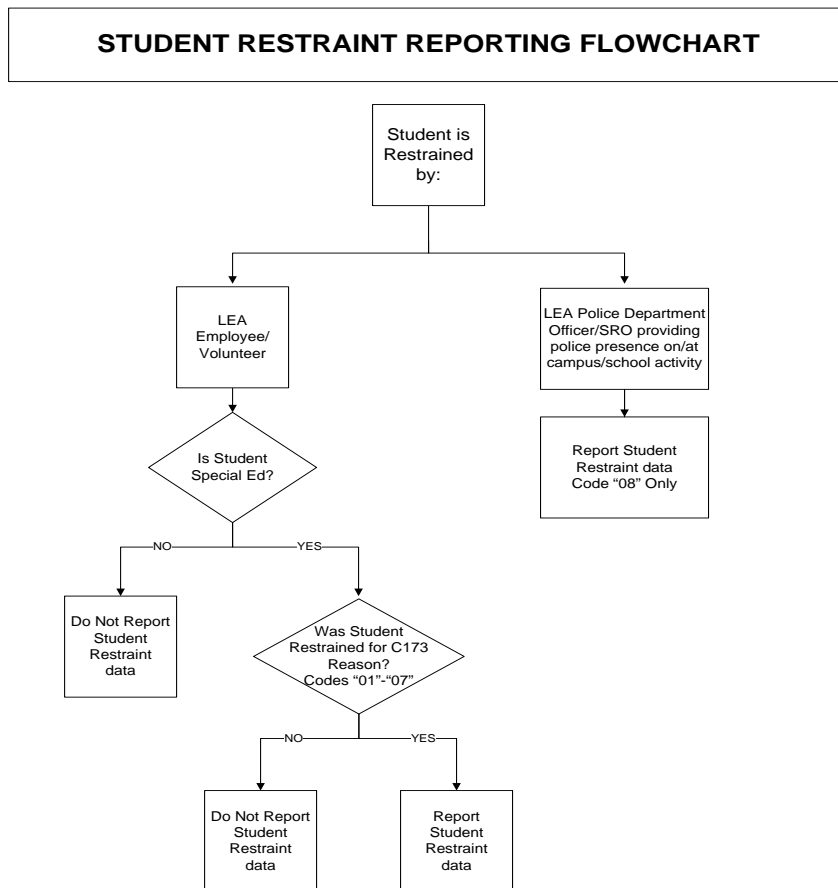 STUDENT RESTRAINT REPORTING FLOWCHART
Student is
Restrained
by:
LEA
Employee/
Volunteer
LEA Police Department
Officer/SRO providing
police presence on/at
campus/school activity
Is Student
Special Ed?
Report Student
Restraint data
Code “08” Only
NO
YES
Do Not Report
Student
Restraint
data
Was Student
Restrained for C173
Reason?
Codes “01”-“07”
NO
YES
Do Not Report
Student
Restraint
data
Report
Student
Restraint
data